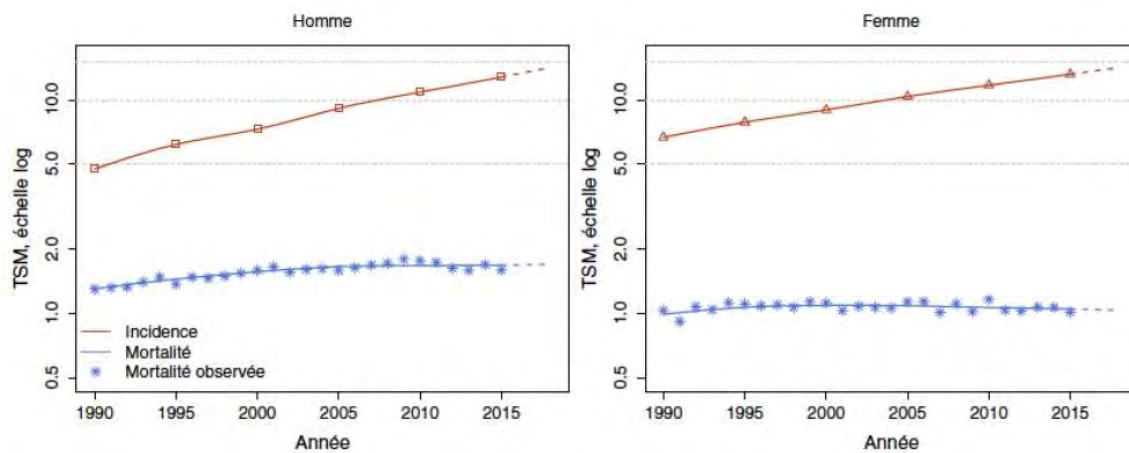 Homme
TSM, échelle log
10.0
5.0
2.0
1.0
0.5
Incidence
Mortalité
Mortalité observée
1990 1995 2000 2005 2010 2015
Année
Femme
TSM, échelle log
10.0
5.0
2.0
1.0
0.5
1990 1995 2000 2005 2010 2015
Année